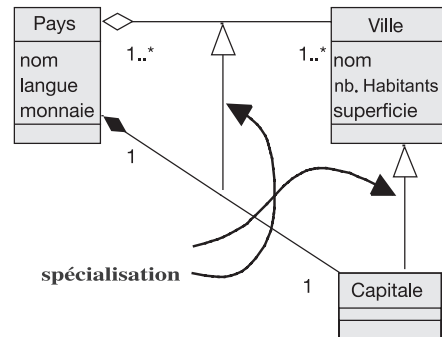 Pays
Ville
1..*
1..*
nom
langue
monnaie
nom
nb. Habitants
superficie
1
spécialisation
1
Capitale